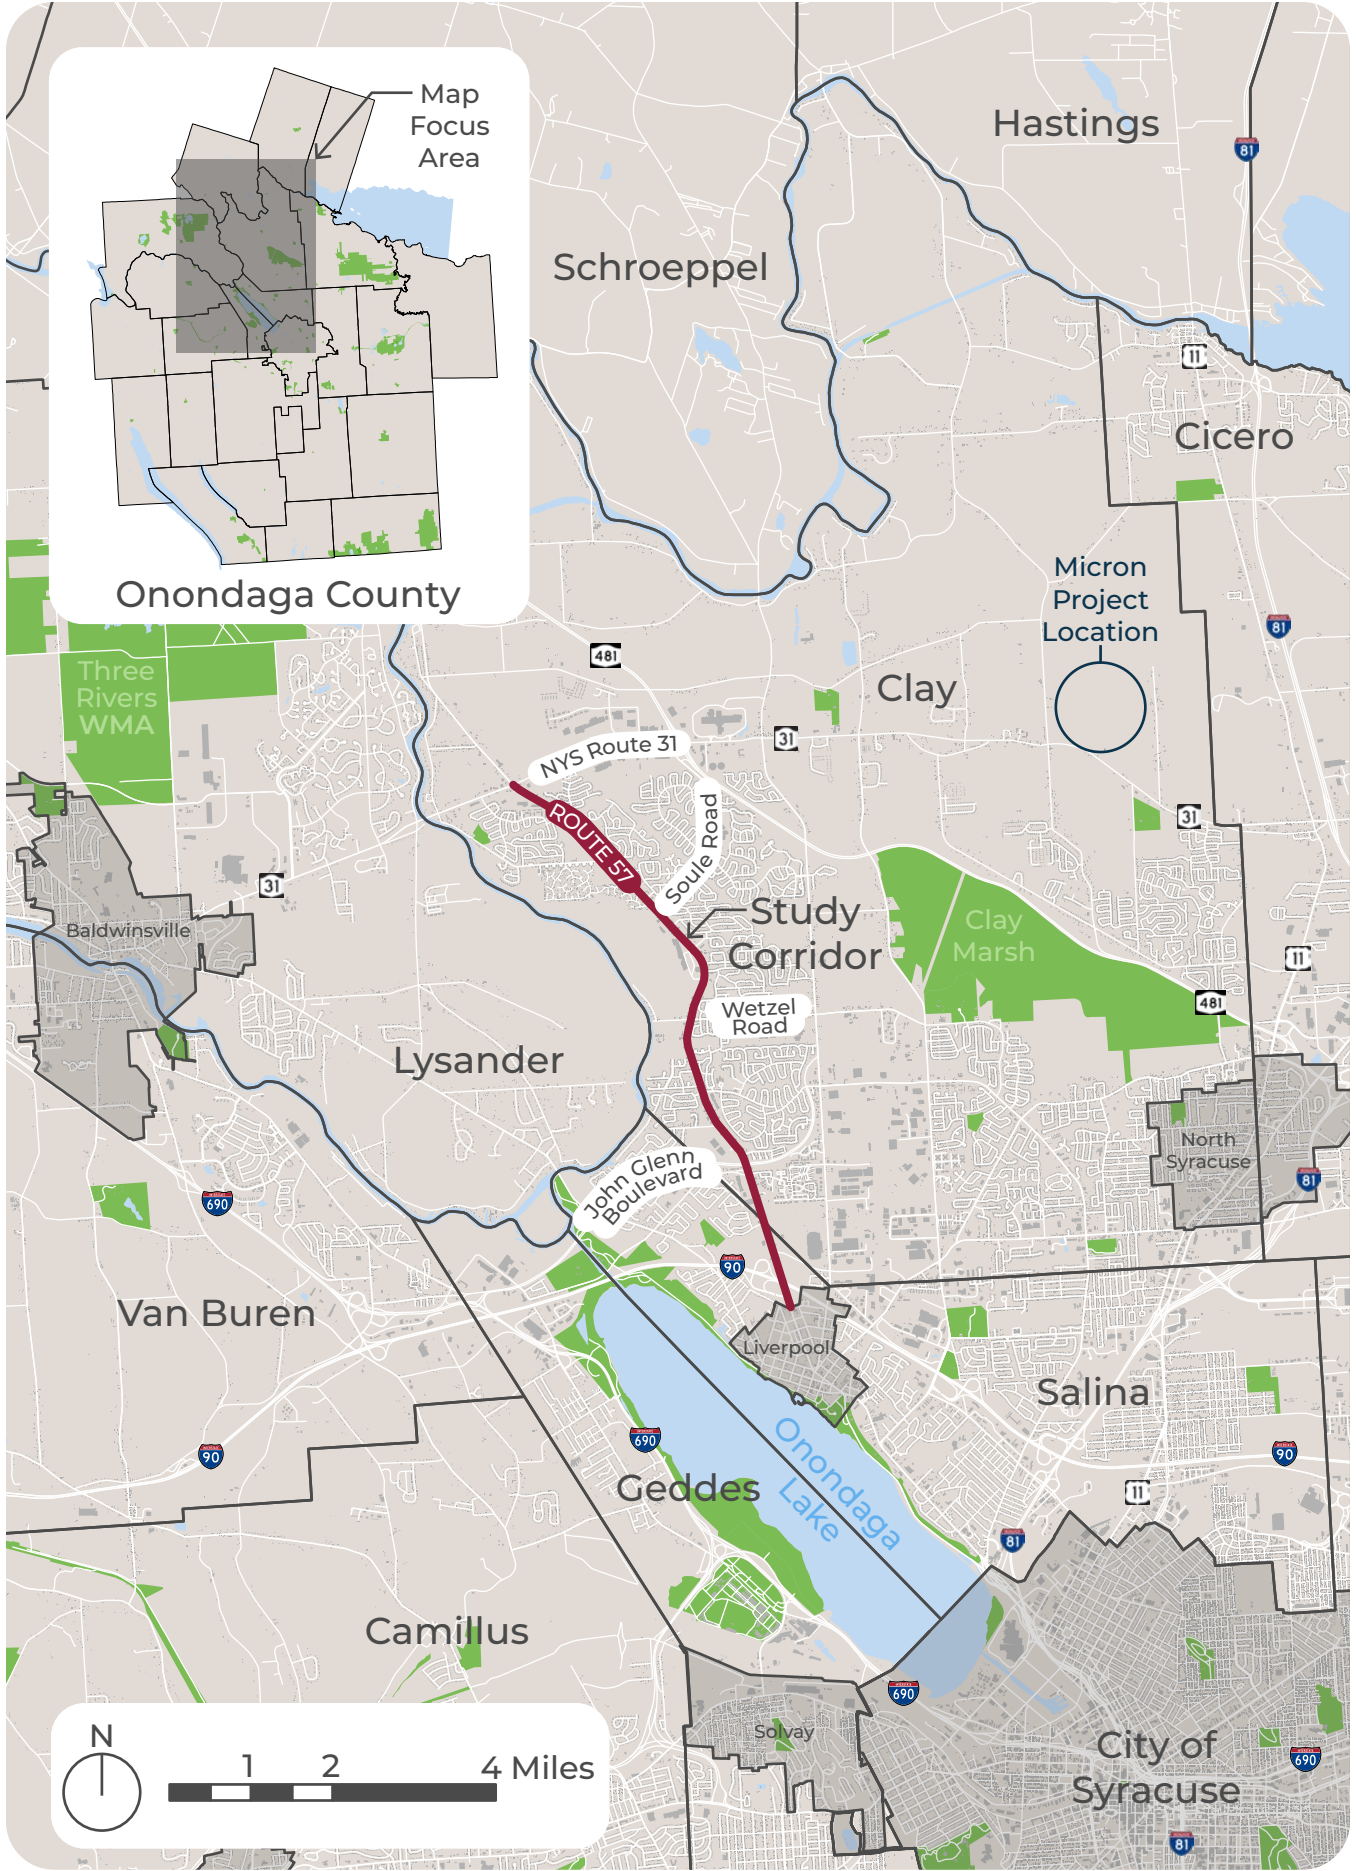 Map
Focus
Area
Onondaga County
Hastings
81
Schroeppel
11
Cicero
Micron
Project
Location
81
481
Clay
Three
Rivers
WMA
31
NYS Route 31
ROUTE 57
Soule Road
31
31
Study
Corridor
Clay
Marsh
Baldwinsville
11
481
Wetzel
Road
Lysander
North
Syracuse
81
John Glenn
Boulevard
690
90
Van Buren
Liverpool
Salina
690
90
90
Geddes
Onondaga
Lake
11
81
Camillus
690
Solvay
City of
Syracuse
690
81
N
1 2 4 Miles